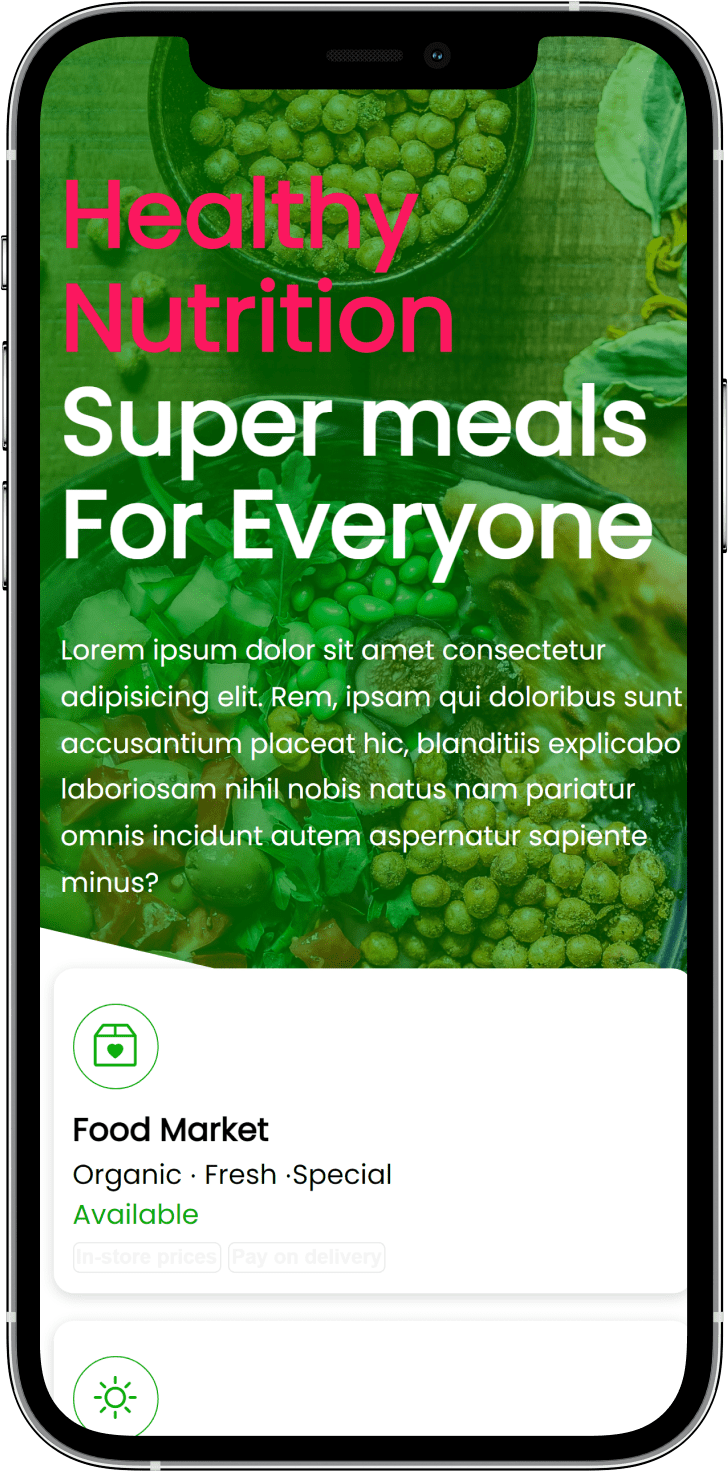 Healthy
Nutrition
Super meals
For Everyone
Lorem ipsum dolor sit amet consectetur
adipisicing elit. Rem, ipsam qui doloribus sunt
accusantium placeat hic, blanditiis explicabo
laboriosam nihil nobis natus nam pariatur
omnis incidunt autem aspernatur sapiente
minus?
Food Market
Organic · Fresh ·Special
Available
In-store prices Pay on delivery